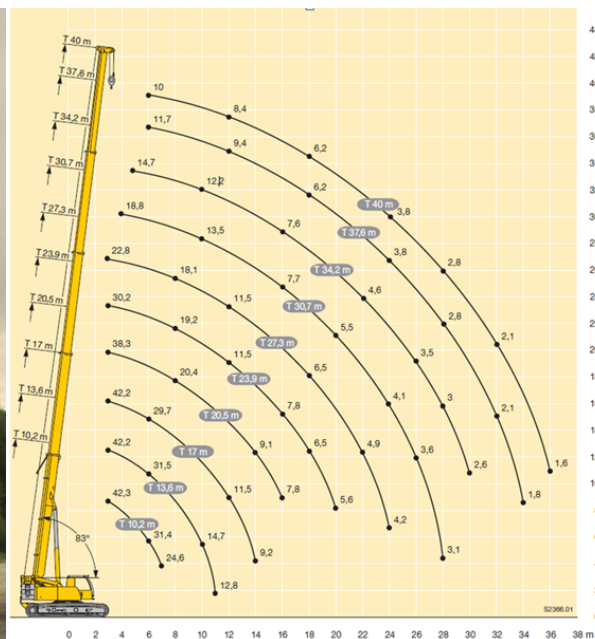 T 40 m
T 37,6 m
T 34,2 m
T 30,7 m
T 27,3 m
T 23,9 m
T 20,5 m
T 17 m
T 13,6 m
T 10,2 m
83°
10 8,4 6,2 T 40 m 3,8 2,8 2,1 1,6
11,7 9,4 6,2 T 37,6 m 3,8 2,8 2,1 1,8
14,7 12,2 7,6 T 34,2 m 4,6 3,5 3 2,6
18,8 13,5 7,7 T 30,7 m 5,5 4,1 3,6 3,1
22,8 18,1 11,5 T 27,3 m 6,5 4,9 4,2
30,2 19,2 11,5 T 23,9 m 7,8 6,5 5,6
38,3 20,4 T 20,5 m 9,1 7,8
42,2 29,7 T 17 m 11,5 9,2
42,2 31,5 T 13,6 m 14,7 12,8
42,3 T 10,2 m 31,4 24,6
S2366.01
0 2 4 6 8 10 12 14 16 18 20 22 24 26 28 30 32 34 36 38 m